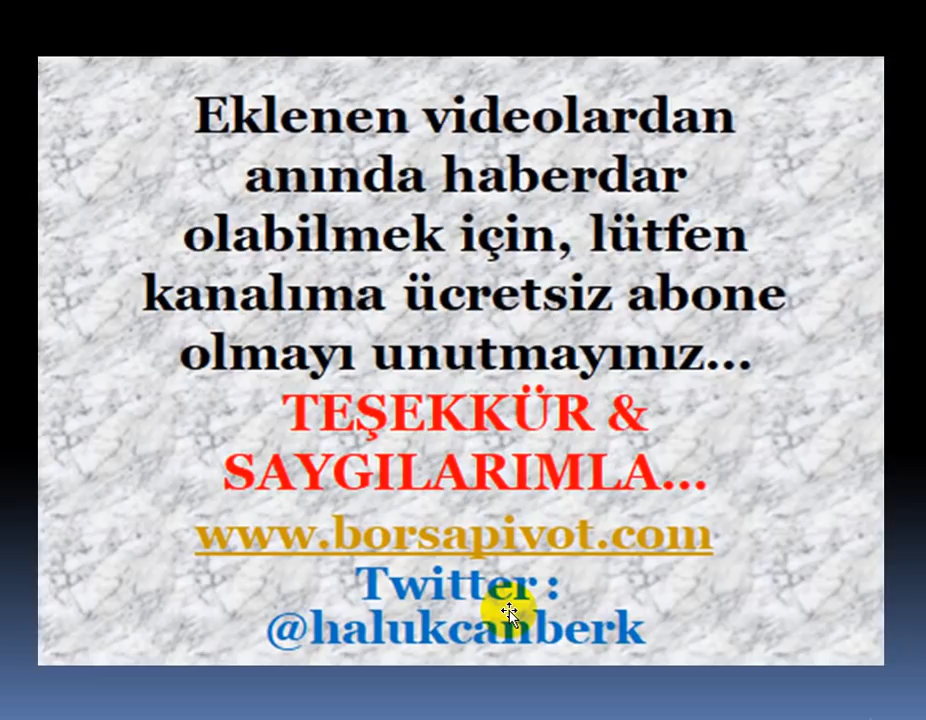 Eklenen videolardan
anında haberdar
olabilmek için, lütfen
kanalıma ücretsiz abone
olmayı unutmayınız...
TEŞEKKÜR &
SAYGILARIMLA...
www.borsapivot.com
Twitter :
@halukcanberk